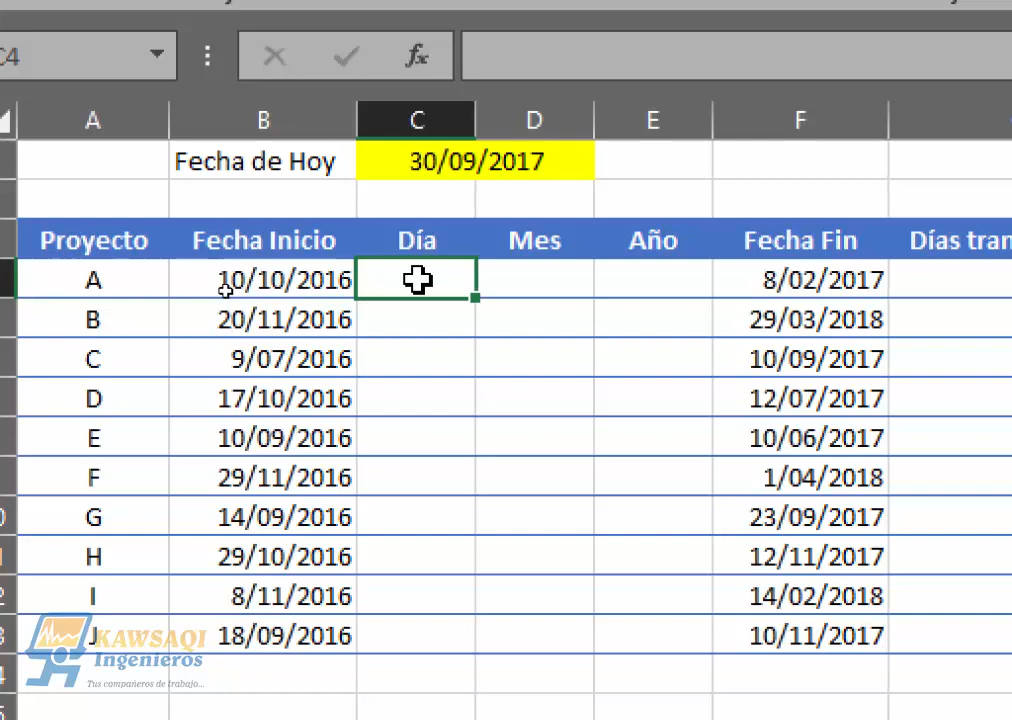 C4
fx
A B C D E F
Fecha de Hoy 30/09/2017
Proyecto Fecha Inicio Día Mes Año Fecha Fin Días tran
A 10/10/2016 8/02/2017
B 20/11/2016 29/03/2018
C 9/07/2016 10/09/2017
D 17/10/2016 12/07/2017
E 10/09/2016 10/06/2017
F 29/11/2016 1/04/2018
G 14/09/2016 23/09/2017
H 29/10/2016 12/11/2017
I 8/11/2016 14/02/2018
J 18/09/2016 10/11/2017
KAWSAQI
Ingenieros
Tus compañeros de trabajo...